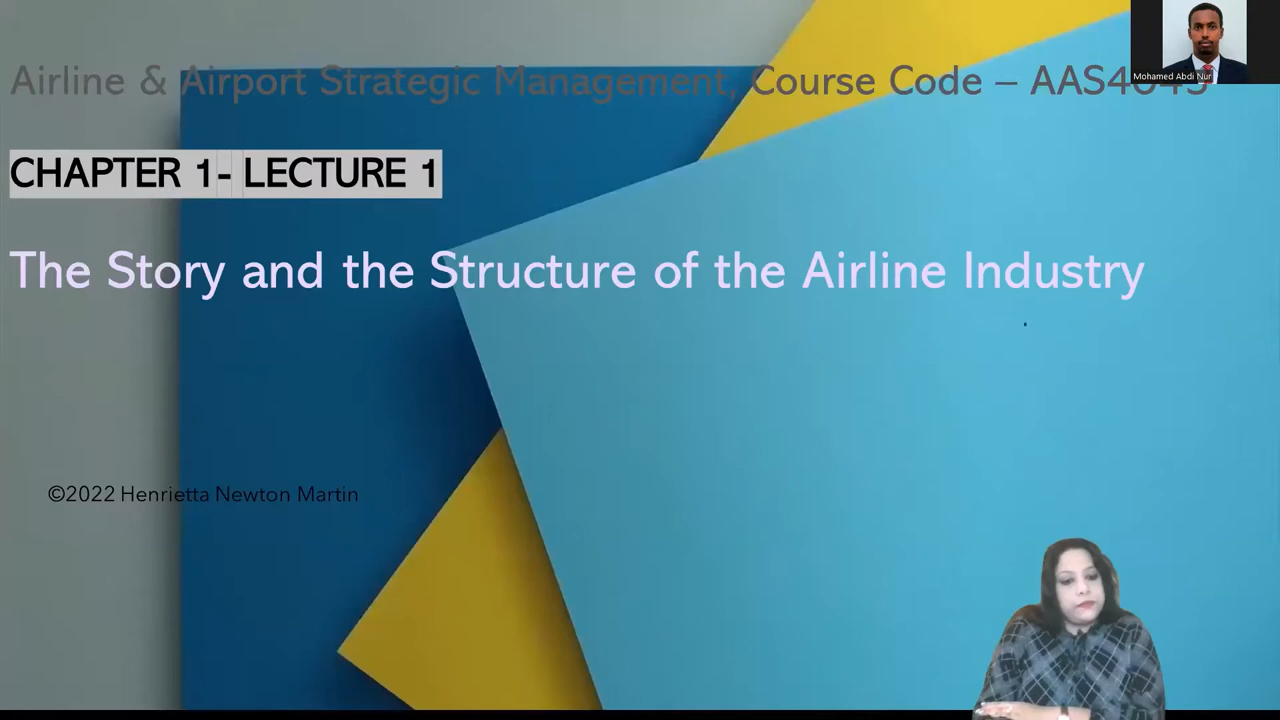 Airline & Airport Strategic Management, Course Code – AAS4043
Mohamed Abdi Nur
CHAPTER 1- LECTURE 1
The Story and the Structure of the Airline Industry
©2022 Henrietta Newton Martin